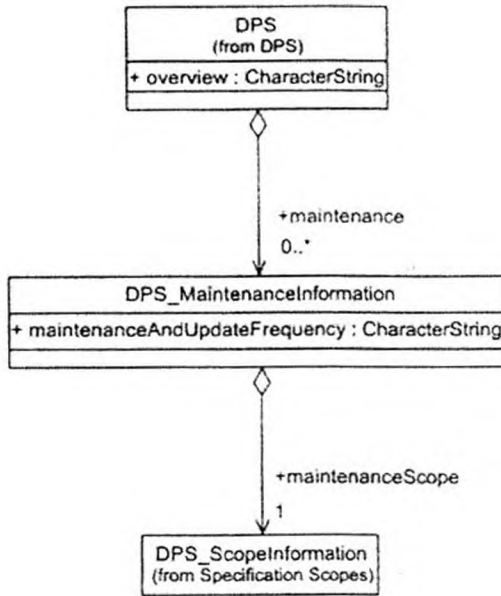 DPS
(from DPS)
+ overview : CharacterString
+maintenance
0..*
DPS_MaintenanceInformation
+ maintenanceAndUpdateFrequency : CharacterString
+maintenanceScope
1
DPS_ScopeInformation
(from Specification Scopes)